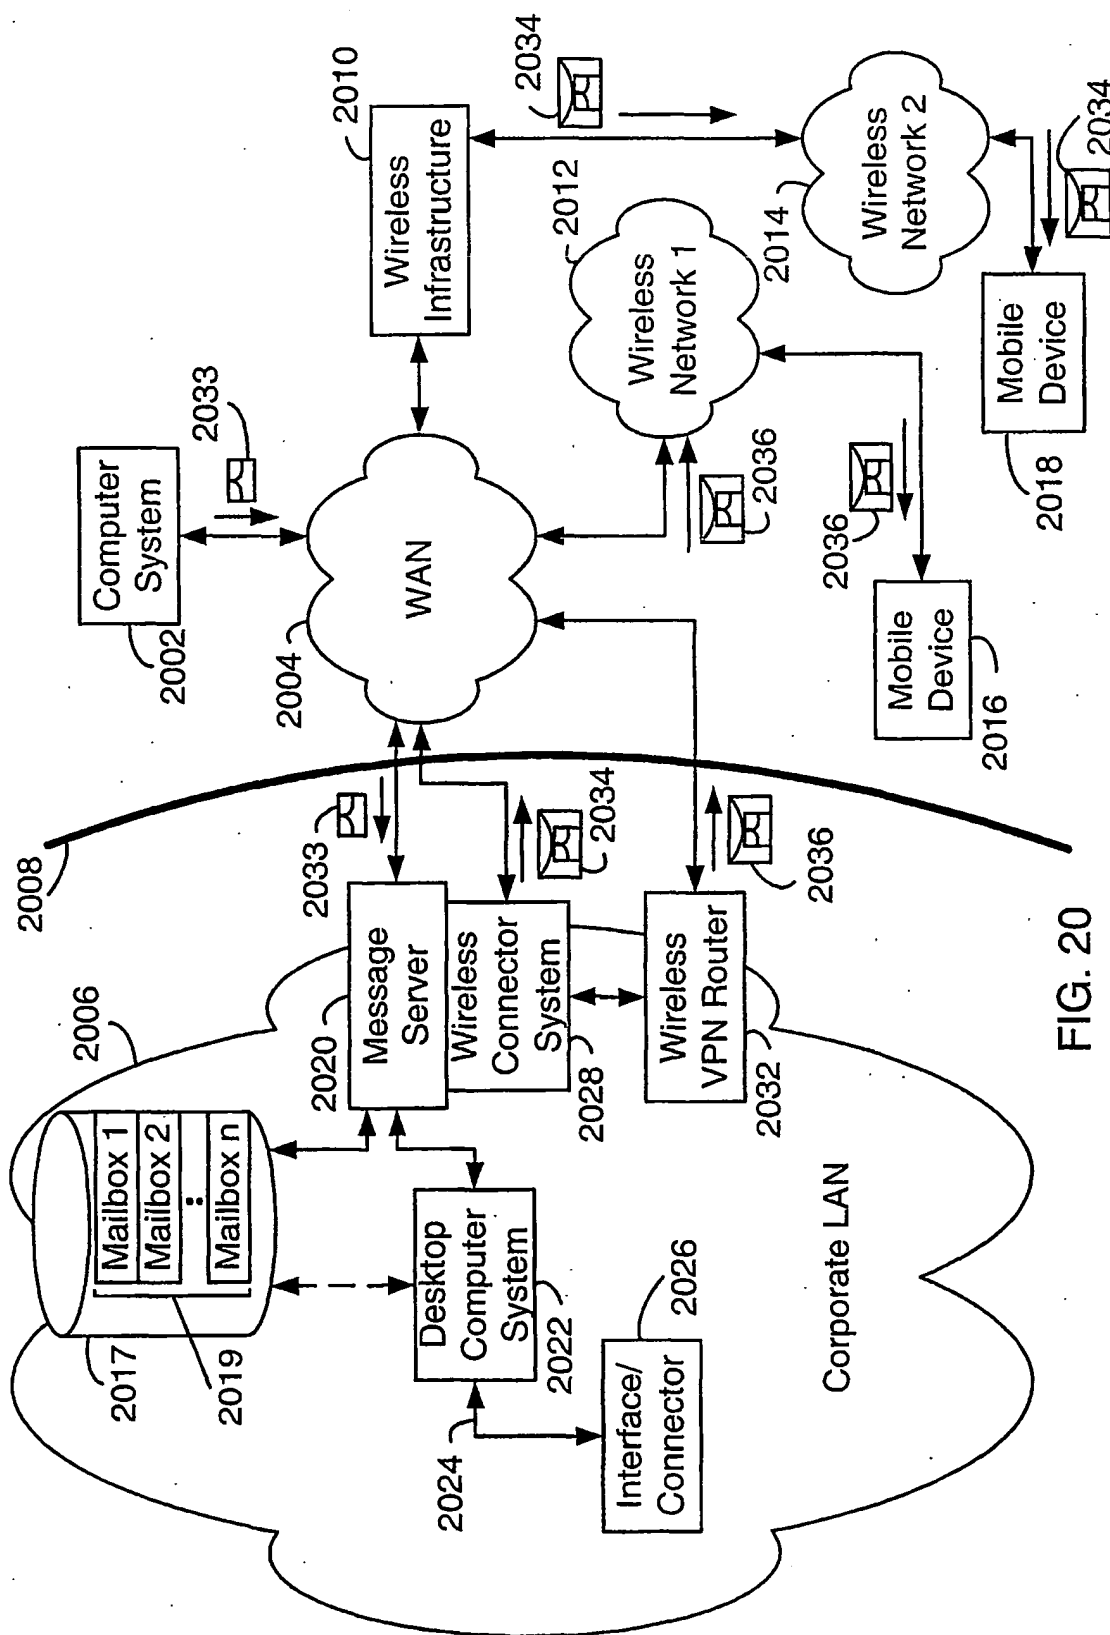 2010
2034
Wireless
Infrastructure
2033
Computer
System
2002
2012
Wireless
Network 1
2014
Wireless
Network 2
2034
2036
WAN
2004
Mobile
Device
2018
2036
Mobile
Device
2016
2008
2033
2034
2036
2006
2020
Message
Server
Wireless
Connector
System
2028
Wireless
VPN Router
2032
Mailbox 1
Mailbox 2
Mailbox n
2017
2019
Desktop
Computer
System
2022
2024
Interface/
Connector
2026
Corporate LAN
FIG. 20